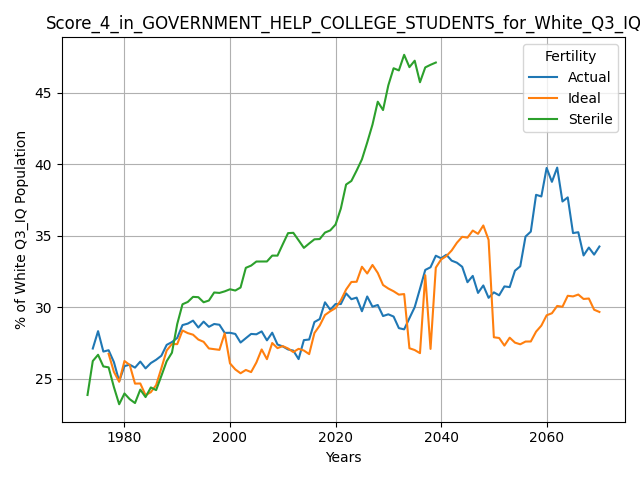 Score_4_in_GOVERNMENT_HELP_COLLEGE_STUDENTS_for_White_Q3_IQ
Fertility
Actual
Ideal
Sterile
% of White Q3_IQ Population
45
40
35
30
25
1980
2000
2020
2040
2060
Years